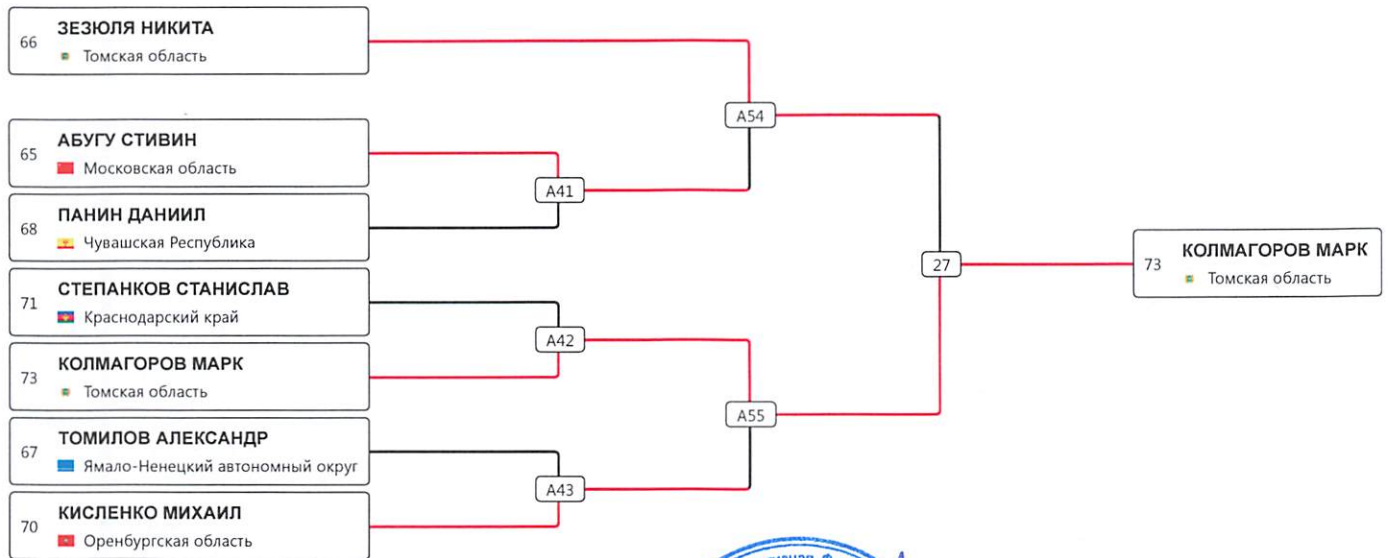 66
ЗЕЗЮЛЯ НИКИТА
Томская область
65
АБУГУ СТИВИН
Московская область
68
ПАНИН ДАНИИЛ
Чувашская Республика
71
СТЕПАНКОВ СТАНИСЛАВ
Краснодарский край
73
КОЛМАГОРОВ МАРК
Томская область
67
ТОМИЛОВ АЛЕКСАНДР
Ямало-Ненецкий автономный округ
70
КИСЛЕНКО МИХАИЛ
Оренбургская область
A41
A42
A43
A54
A55
27
73
КОЛМАГОРОВ МАРК
Томская область